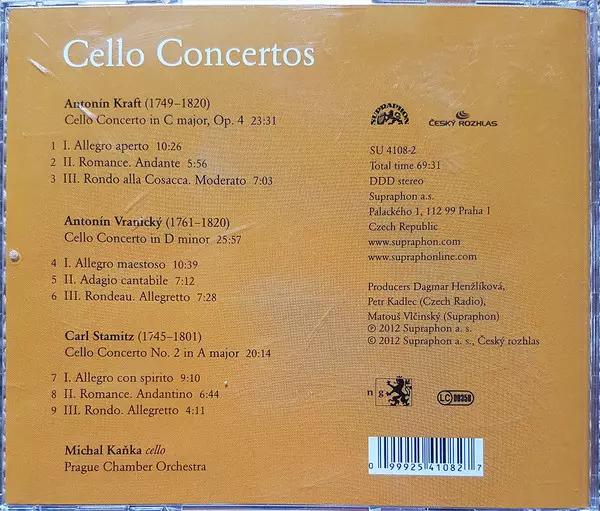 Cello Concertos
Antonín Kraft (1749–1820)
Cello Concerto in C major, Op. 4 23:31
1 I. Allegro aperto 10:26
2 II. Romance. Andante 5:56
3 III. Rondo alla Cosacca. Moderato 7:03
Antonín Vranický (1761–1820)
Cello Concerto in D minor 25:57
4 I. Allegro maestoso 10:39
5 II. Adagio cantabile 7:12
6 III. Rondeau. Allegretto 7:28
Carl Stamitz (1745–1801)
Cello Concerto No. 2 in A major 20:14
7 I. Allegro con spirito 9:10
8 II. Romance. Andantino 6:44
9 III. Rondo. Allegretto 4:11
Michal Kaňka cello
Prague Chamber Orchestra
SUPRAPHON
ČESKÝ ROZHLAS
SU 4108-2
Total time 69:31
DDD stereo
Supraphon a.s.
Palackého 1, 112 99 Praha 1
Czech Republic
www.supraphon.com
www.supraphonline.com
Producers Dagmar Henžlíková,
Petr Kadlec (Czech Radio),
Matouš Vlčinský (Supraphon)
℗ 2012 Supraphon a. s.
© 2012 Supraphon a. s., Český rozhlas
n g
LC 00358
0 99925 41082 7